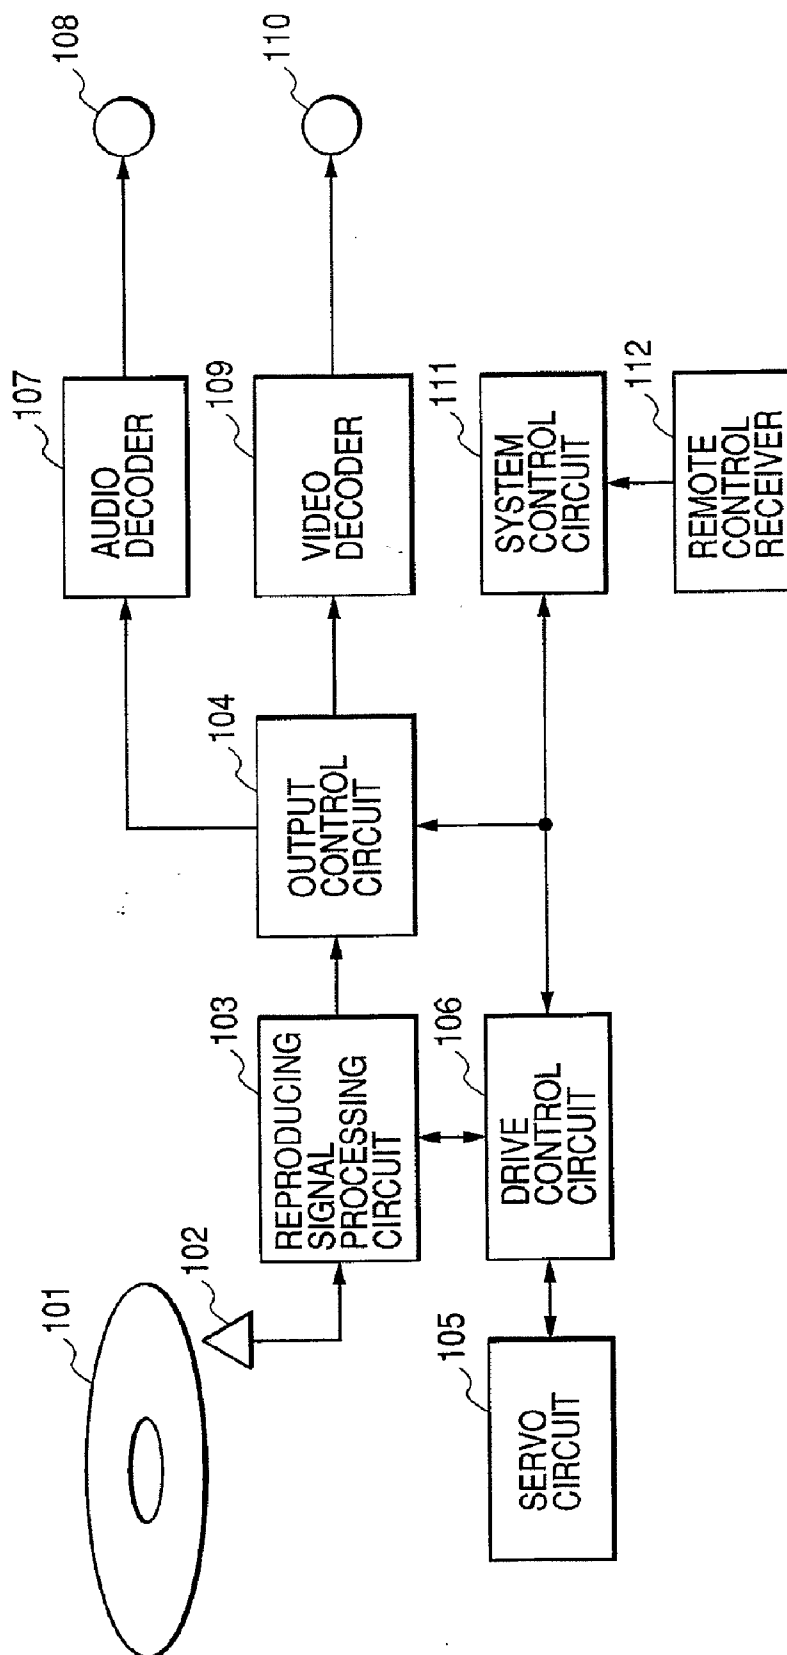 101
102
REPRODUCING
SIGNAL
PROCESSING
CIRCUIT
103
OUTPUT
CONTROL
CIRCUIT
104
AUDIO
DECODER
107
108
VIDEO
DECODER
109
110
SERVO
CIRCUIT
105
DRIVE
CONTROL
CIRCUIT
106
SYSTEM
CONTROL
CIRCUIT
111
REMOTE
CONTROL
RECEIVER
112